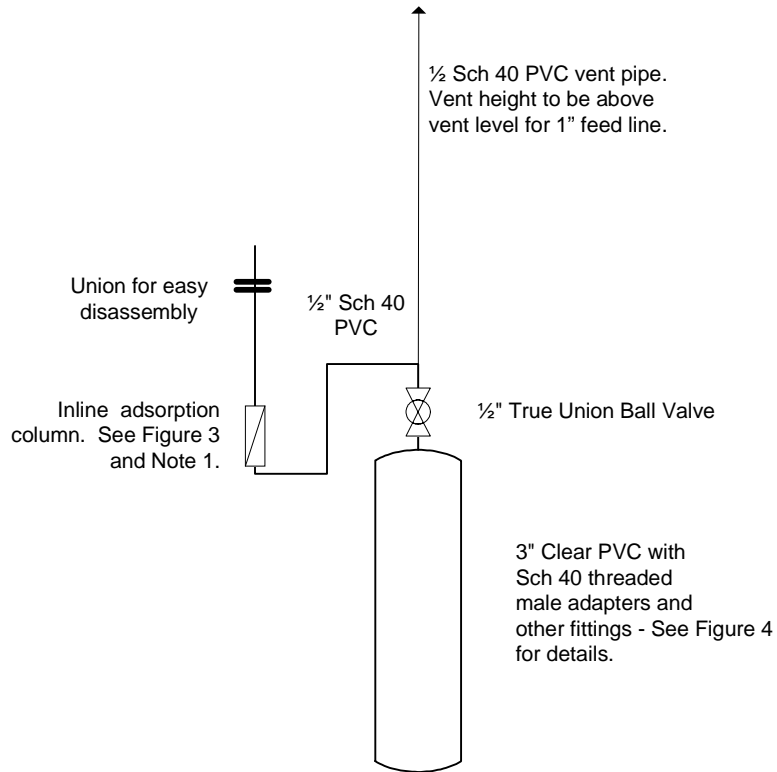 ½ Sch 40 PVC vent pipe.
Vent height to be above
vent level for 1” feed line.
Union for easy
disassembly
½" Sch 40
PVC
Inline adsorption
column. See Figure 3
and Note 1.
½" True Union Ball Valve
3" Clear PVC with
Sch 40 threaded
male adapters and
other fittings - See Figure 4
for details.